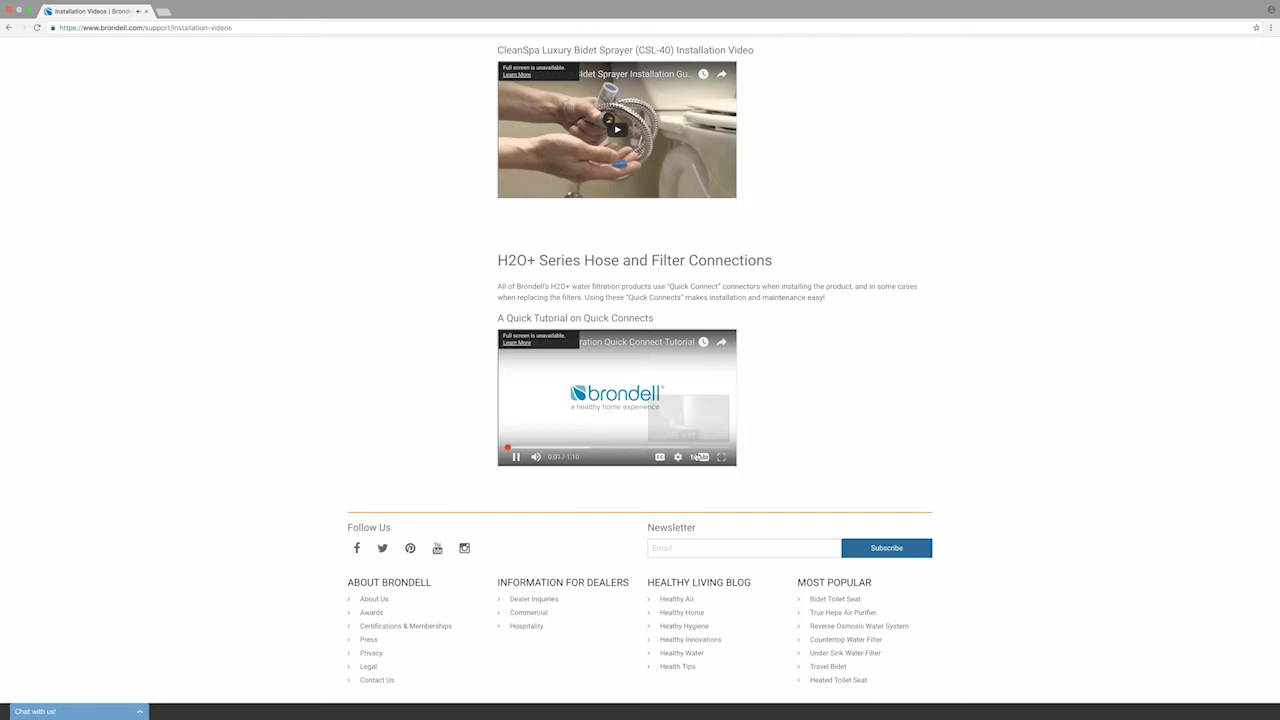 Installation Videos | Bronde
https://www.brondell.com/support/installation-videos
CleanSpa Luxury Bidet Sprayer (CSL-40) Installation Video
Full screen is unavailable.
Learn More
Bidet Sprayer Installation Gu...
H2O+ Series Hose and Filter Connections
All of Brondell's H2O+ water filtration products use "Quick Connect" connectors when installing the product, and in some cases
when replacing the filters. Using these "Quick Connects" makes installation and maintenance easy!
A Quick Tutorial on Quick Connects
Full screen is unavailable.
Learn More
ration Quick Connect Tutorial
brondell®
a healthy home experience
0:01 / 1:10
Follow Us
Newsletter
Email
Subscribe
ABOUT BRONDELL
About Us
Awards
Certifications & Memberships
Press
Privacy
Legal
Contact Us
INFORMATION FOR DEALERS
Dealer Inquiries
Commercial
Hospitality
HEALTHY LIVING BLOG
Healthy Air
Healthy Home
Heathy Hygiene
Healthy Innovations
Healthy Water
Health Tips
MOST POPULAR
Bidet Toilet Seat
True Hepa Air Purifier
Reverse Osmosis Water System
Countertop Water Filter
Under Sink Water Filter
Travel Bidet
Heated Toilet Seat
Chat with us!